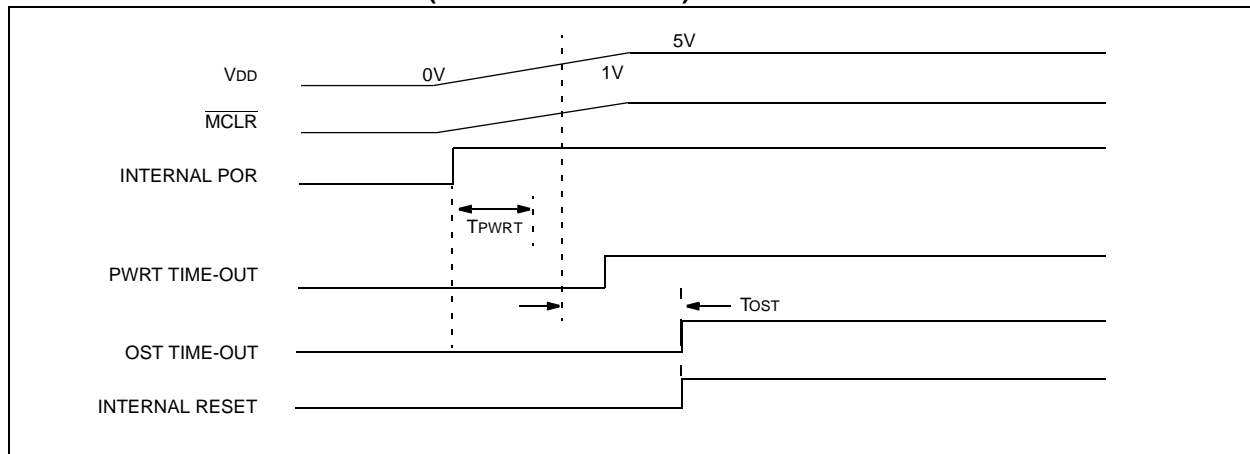 5V
VDD
0V
1V
MCLR
INTERNAL POR
TPWRT
PWRT TIME-OUT
TOST
OST TIME-OUT
INTERNAL RESET